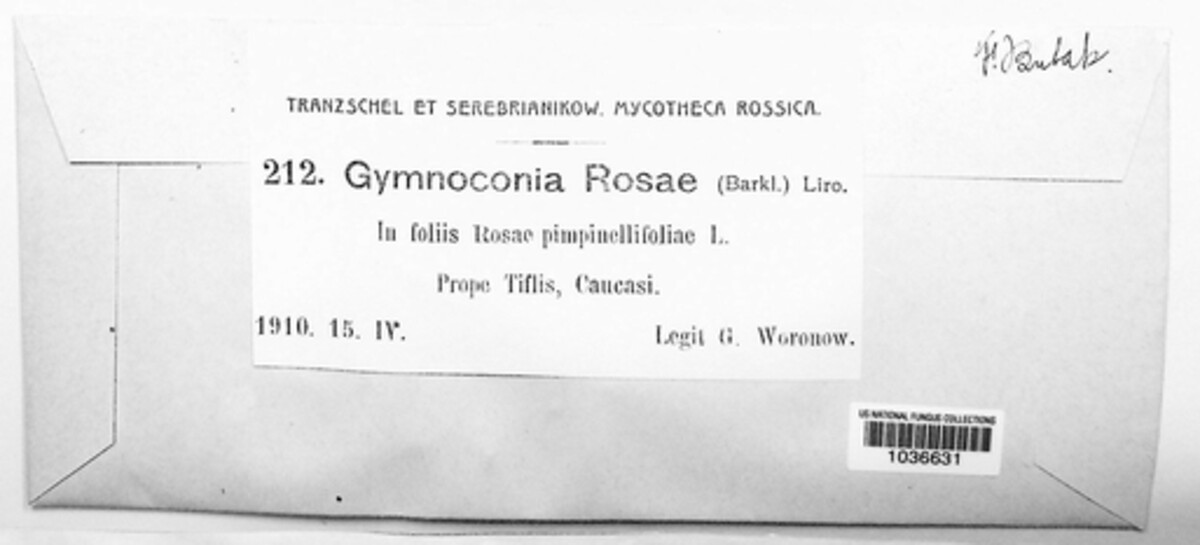 TRANZSCHEL ET SEREBRIANIKOW. MYCOTHECA ROSSICA.
212. Gymnoconia Rosae (Barkl.) Liro.
In foliis Rosae pimpinellifoliae L.
Prope Tiflis, Caucasi.
1910. 15. IV.
Legit G. Woronow.
US NATIONAL FUNGUS COLLECTIONS
1036631